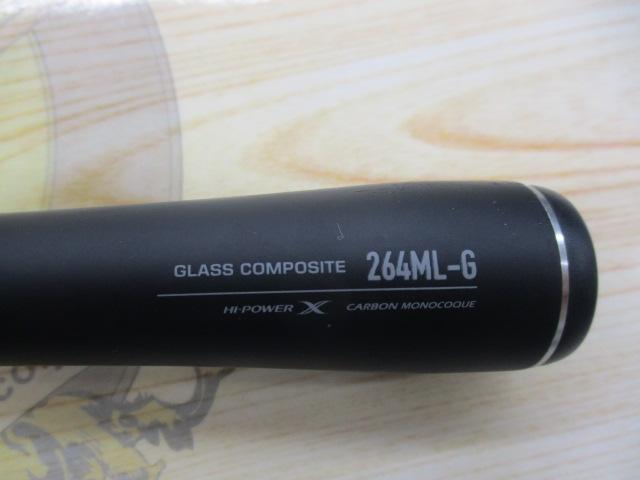 GLASS COMPOSITE 264ML-G
HI-POWER X CARBON MONOCOQUE